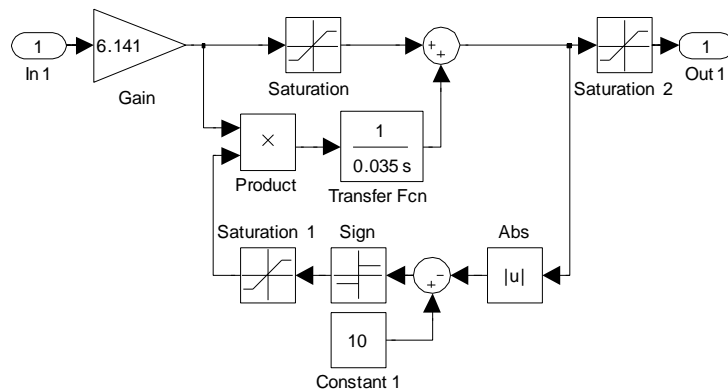 1
In 1
6.141
Gain
Saturation
+
+
Saturation 2
1
Out 1
×
Product
1
0.035 s
Transfer Fcn
Saturation 1
Sign
−
+
Abs
|u|
10
Constant 1